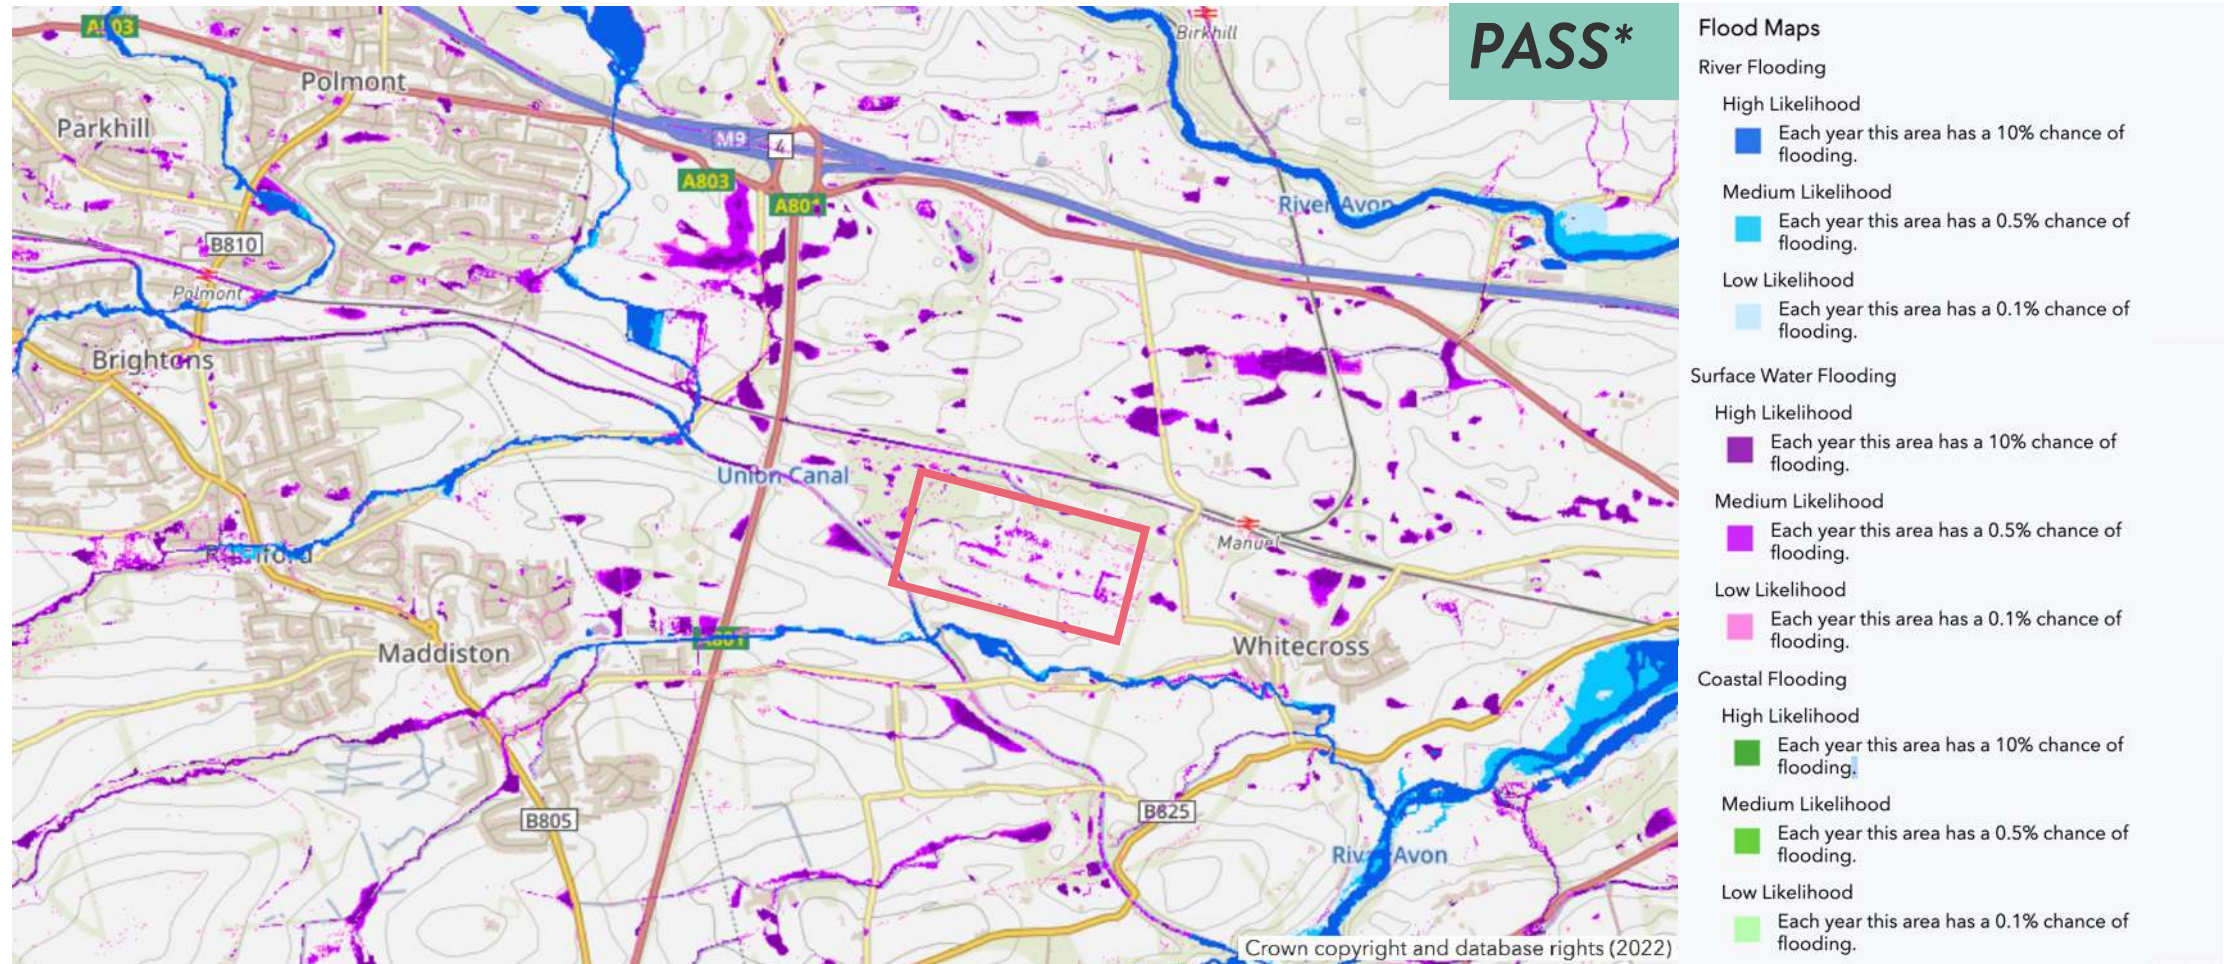 A803
Polmont
Parkhill
M9
4
A803
A801
B810
Polmont
Brightons
Birkhill
River Avon
Union Canal
Manuel
Maddiston
A801
Whitecross
B805
B825
River Avon
Crown copyright and database rights (2022)
PASS*
Flood Maps
River Flooding
High Likelihood
Each year this area has a 10% chance of
flooding.
Medium Likelihood
Each year this area has a 0.5% chance of
flooding.
Low Likelihood
Each year this area has a 0.1% chance of
flooding.
Surface Water Flooding
High Likelihood
Each year this area has a 10% chance of
flooding.
Medium Likelihood
Each year this area has a 0.5% chance of
flooding.
Low Likelihood
Each year this area has a 0.1% chance of
flooding.
Coastal Flooding
High Likelihood
Each year this area has a 10% chance of
flooding.
Medium Likelihood
Each year this area has a 0.5% chance of
flooding.
Low Likelihood
Each year this area has a 0.1% chance of
flooding.